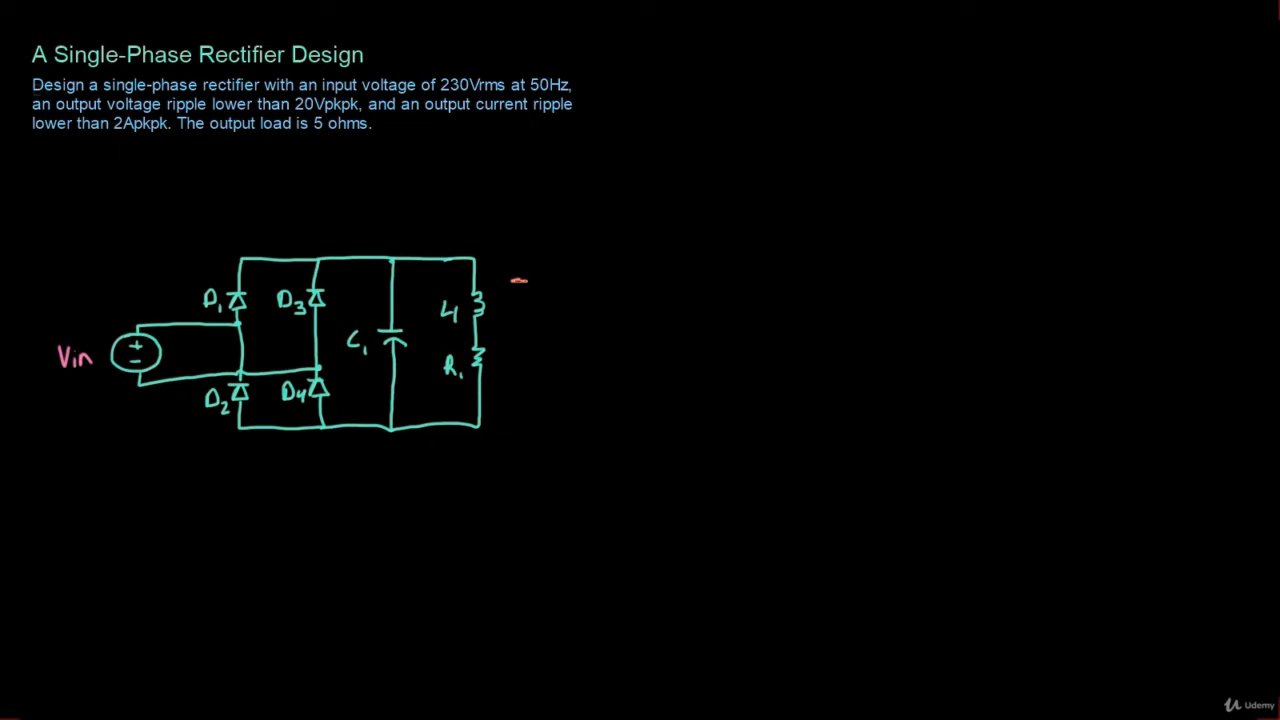 A Single-Phase Rectifier Design
Design a single-phase rectifier with an input voltage of 230Vrms at 50Hz,
an output voltage ripple lower than 20Vpkpk, and an output current ripple
lower than 2Apkpk. The output load is 5 ohms.
D1 D3
L1
+
C1
Vin
-
R1
D2 D4
Udemy